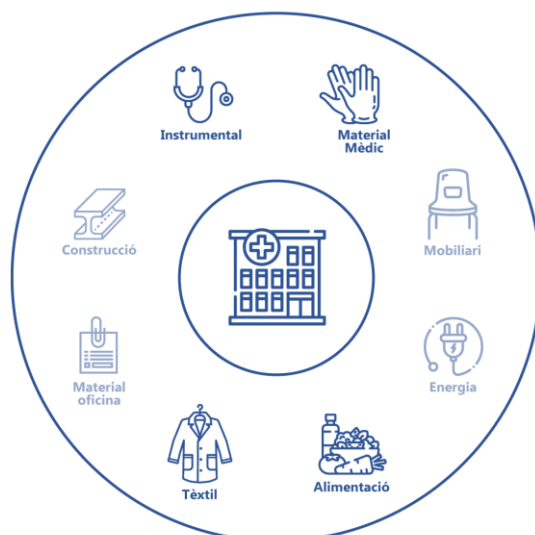 Instrumental
Material
Mèdic
Construcció
Mobiliari
Material
oficina
Energia
Tèxtil
Alimentació